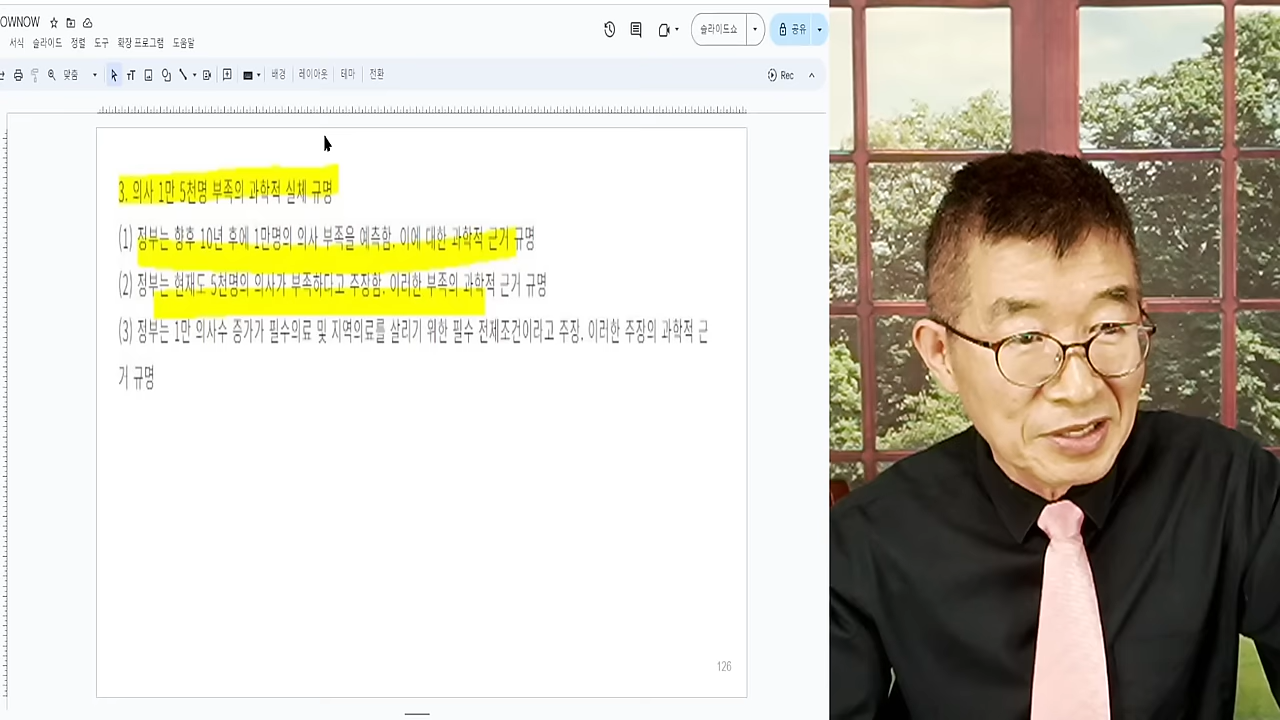 OWNOW
서식 슬라이드 정렬 도구 확장 프로그램 도움말
슬라이드쇼
공유
맞춤
배경 레이아웃 테마 전환
Rec
3. 의사 1만 5천명 부족의 과학적 실체 규명
(1) 정부는 향후 10년 후에 1만명의 의사 부족을 예측함. 이에 대한 과학적 근거 규명
(2) 정부는 현재도 5천명의 의사가 부족하다고 주장함. 이러한 부족의 과학적 근거 규명
(3) 정부는 1만 의사수 증가가 필수의료 및 지역의료를 살리기 위한 필수 전제조건이라고 주장. 이러한 주장의 과학적 근
거 규명
126